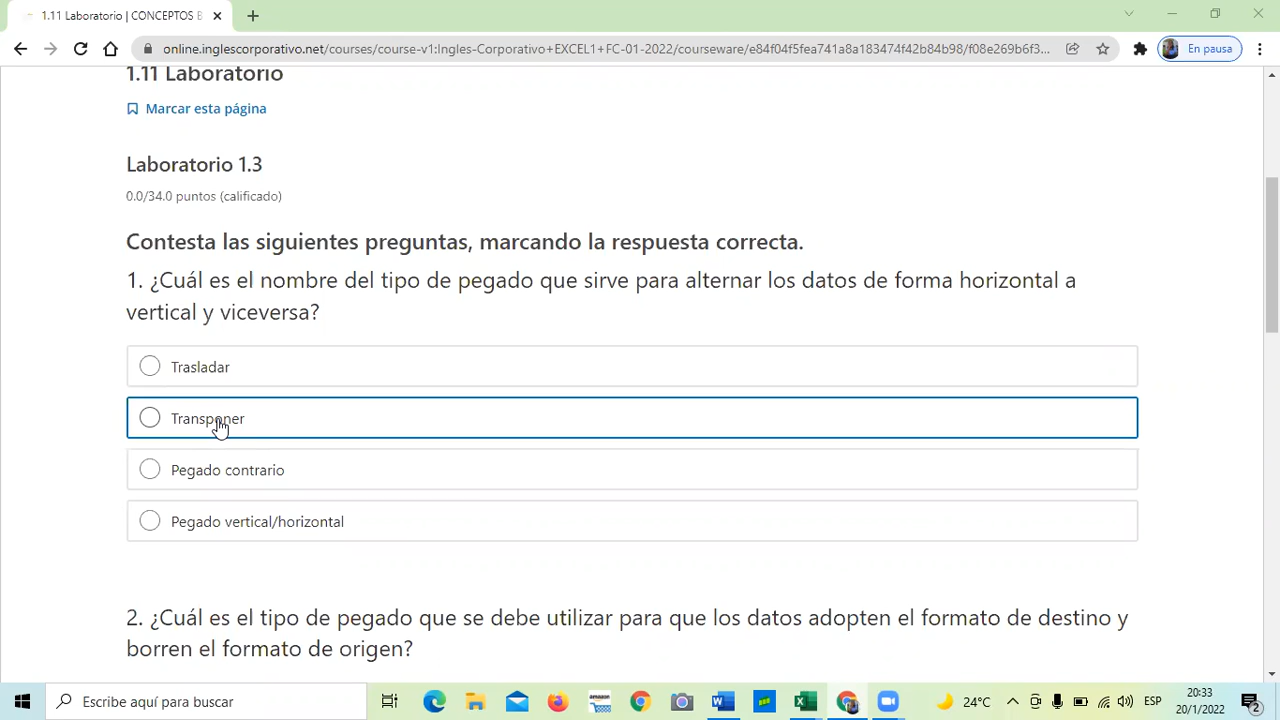 1.11 Laboratorio | CONCEPTOS B
online.inglescorporativo.net/courses/course-v1:Ingles-Corporativo+EXCEL1+FC-01-2022/courseware/e84f04f5fea741a8a183474f42b84b98/f08e269b6f3...
En pausa
1.11 Laboratorio
Marcar esta página
Laboratorio 1.3
0.0/34.0 puntos (calificado)
Contesta las siguientes preguntas, marcando la respuesta correcta.
1. ¿Cuál es el nombre del tipo de pegado que sirve para alternar los datos de forma horizontal a
vertical y viceversa?
Trasladar
Transponer
Pegado contrario
Pegado vertical/horizontal
2. ¿Cuál es el tipo de pegado que se debe utilizar para que los datos adopten el formato de destino y
borren el formato de origen?
Escribe aquí para buscar
amazon
24°C
ESP
20:33
20/1/2022
2